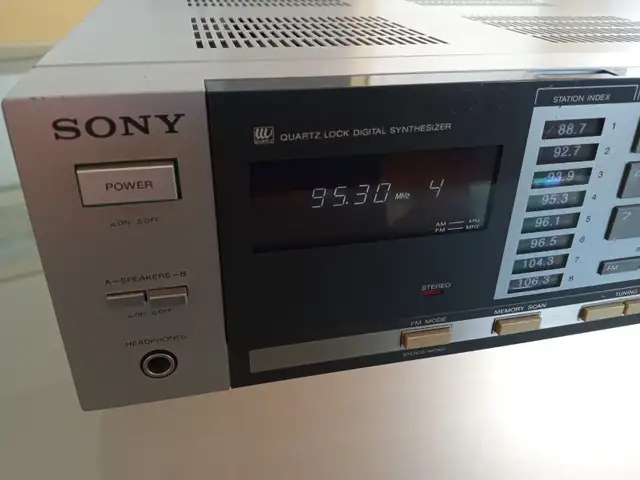 SONY
POWER
ON OFF
A-SPEAKERS-B
ON OFF
HEADPHONES
QUARTZ
QUARTZ LOCK DIGITAL SYNTHESIZER
95.30 MHz 4
AM — kHz
FM — MHz
STEREO
FM MODE
STEREO/MONO
MEMORY SCAN
STATION INDEX
88.7 1
92.7 2
93.9 3
95.3 4
96.1 5
96.5 6
104.3 7
106.3 8
7
FM
TUNING